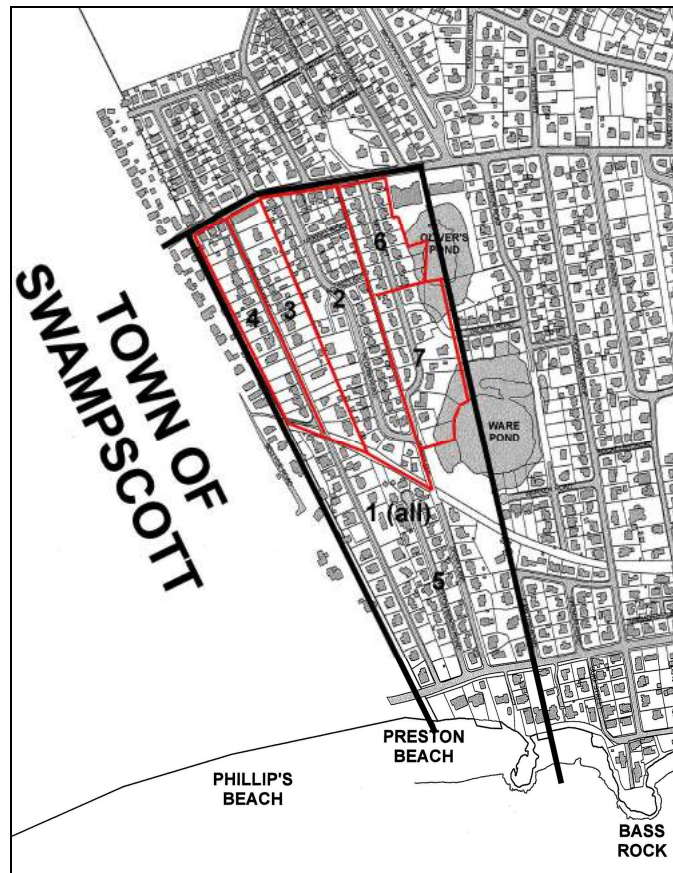 6
OLIVER'S
POND
TOWN OF
SWAMPSCOTT
2
3
4
7
WARE
POND
1 (all)
5
PRESTON
BEACH
PHILLIP'S
BEACH
BASS
ROCK